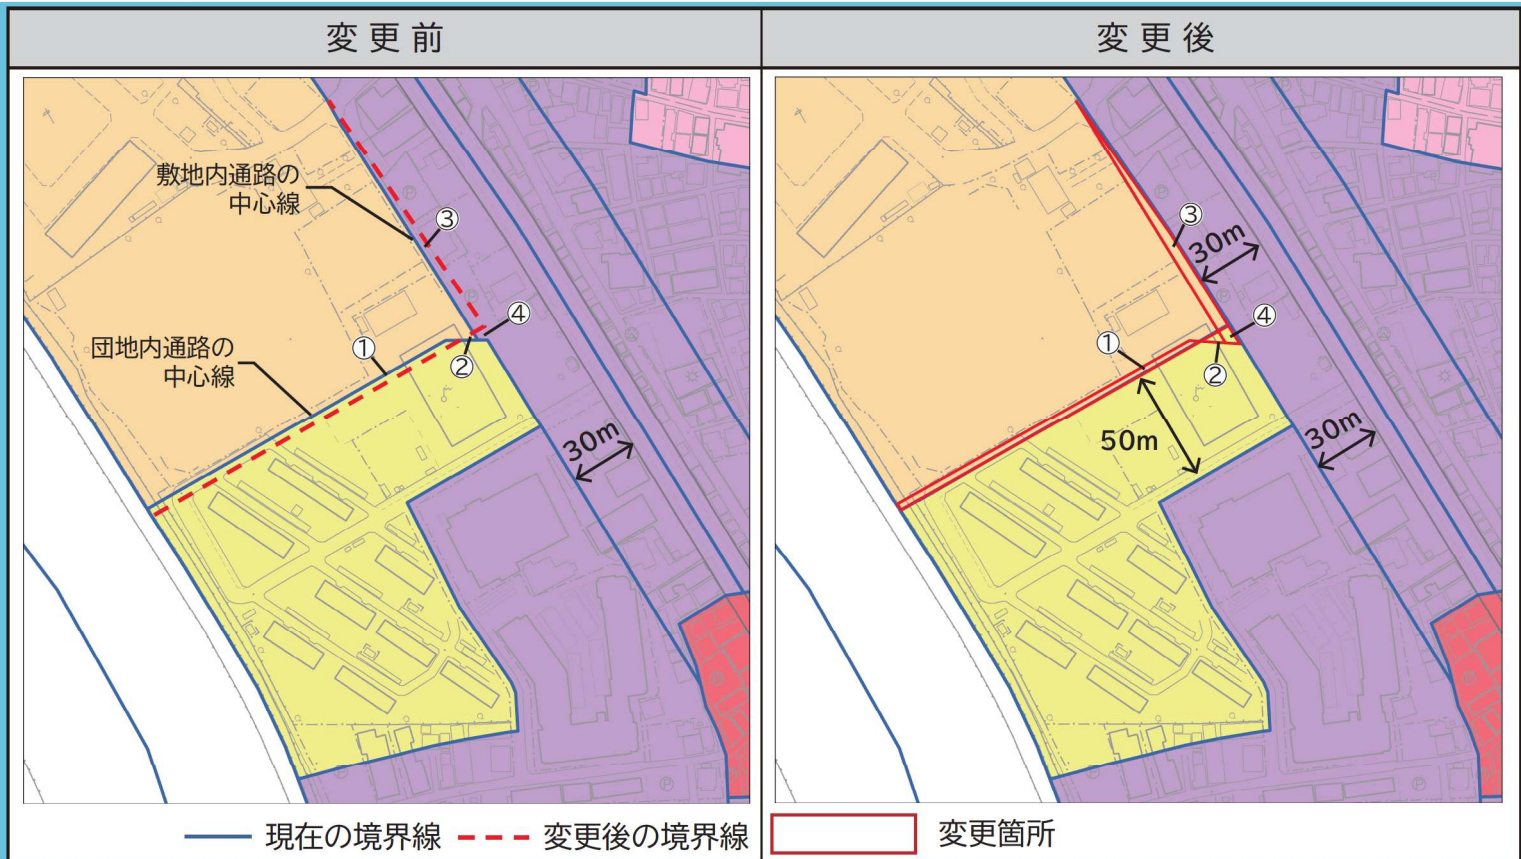 変更前
変更後
敷地内通路の
中心線
③
④
①
②
団地内通路の
中心線
30m
③
30m
④
①
②
50m
30m
現在の境界線
変更後の境界線
変更箇所